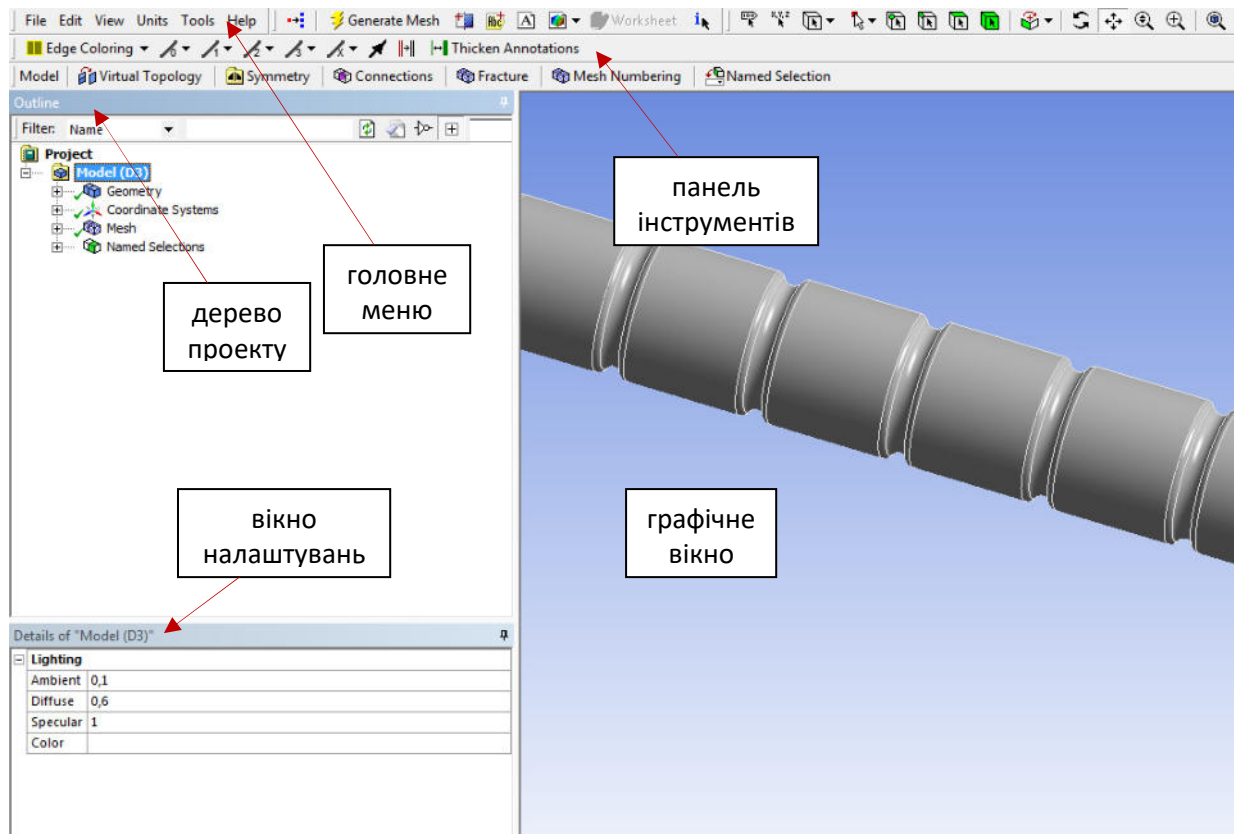 File Edit View Units Tools Help Generate Mesh Abc A Worksheet
Edge Coloring Thicken Annotations
Model Virtual Topology Symmetry Connections Fracture Mesh Numbering Named Selection
Outline
Filter: Name
Project
Model (D3)
Geometry
Coordinate Systems
Mesh
Named Selections
дерево
проекту
головне
меню
панель
інструментів
вікно
налаштувань
графічне
вікно
Details of "Model (D3)"
Lighting
Ambient 0,1
Diffuse 0,6
Specular 1
Color